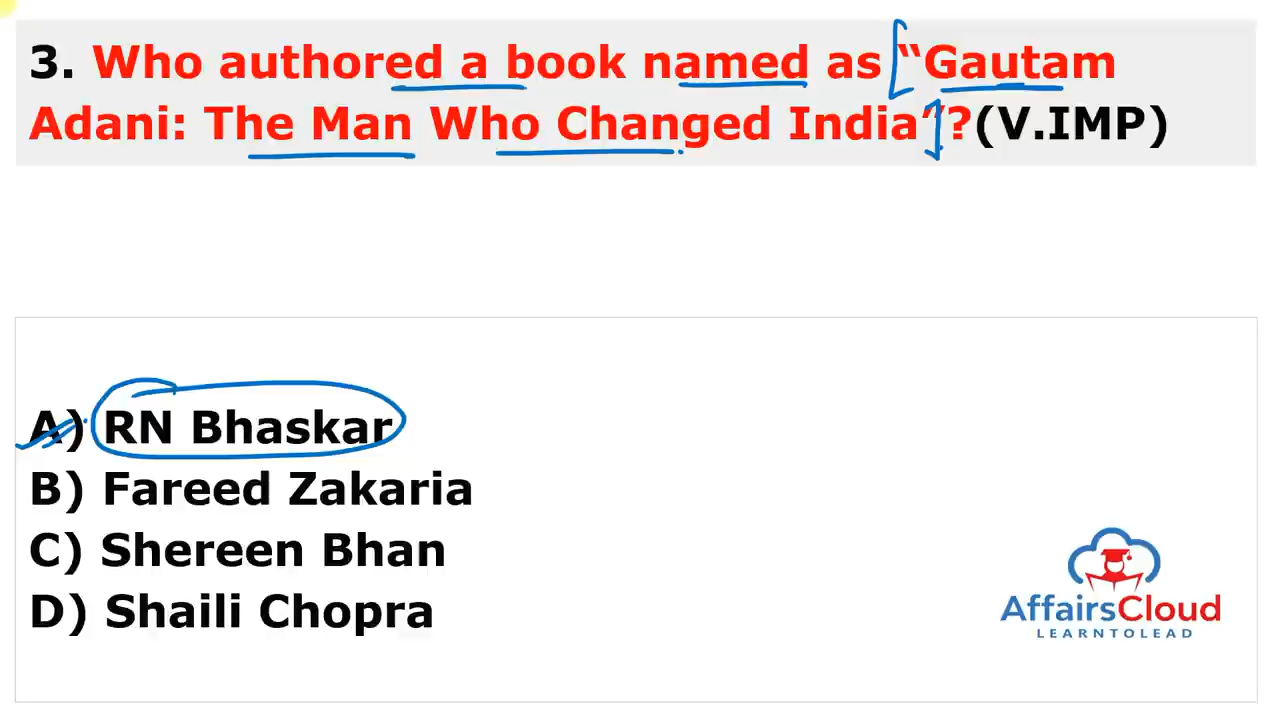 3. Who authored a book named as “Gautam
Adani: The Man Who Changed India”?(V.IMP)
A) RN Bhaskar
B) Fareed Zakaria
C) Shereen Bhan
D) Shaili Chopra
AffairsCloud
LEARNTOLEAD